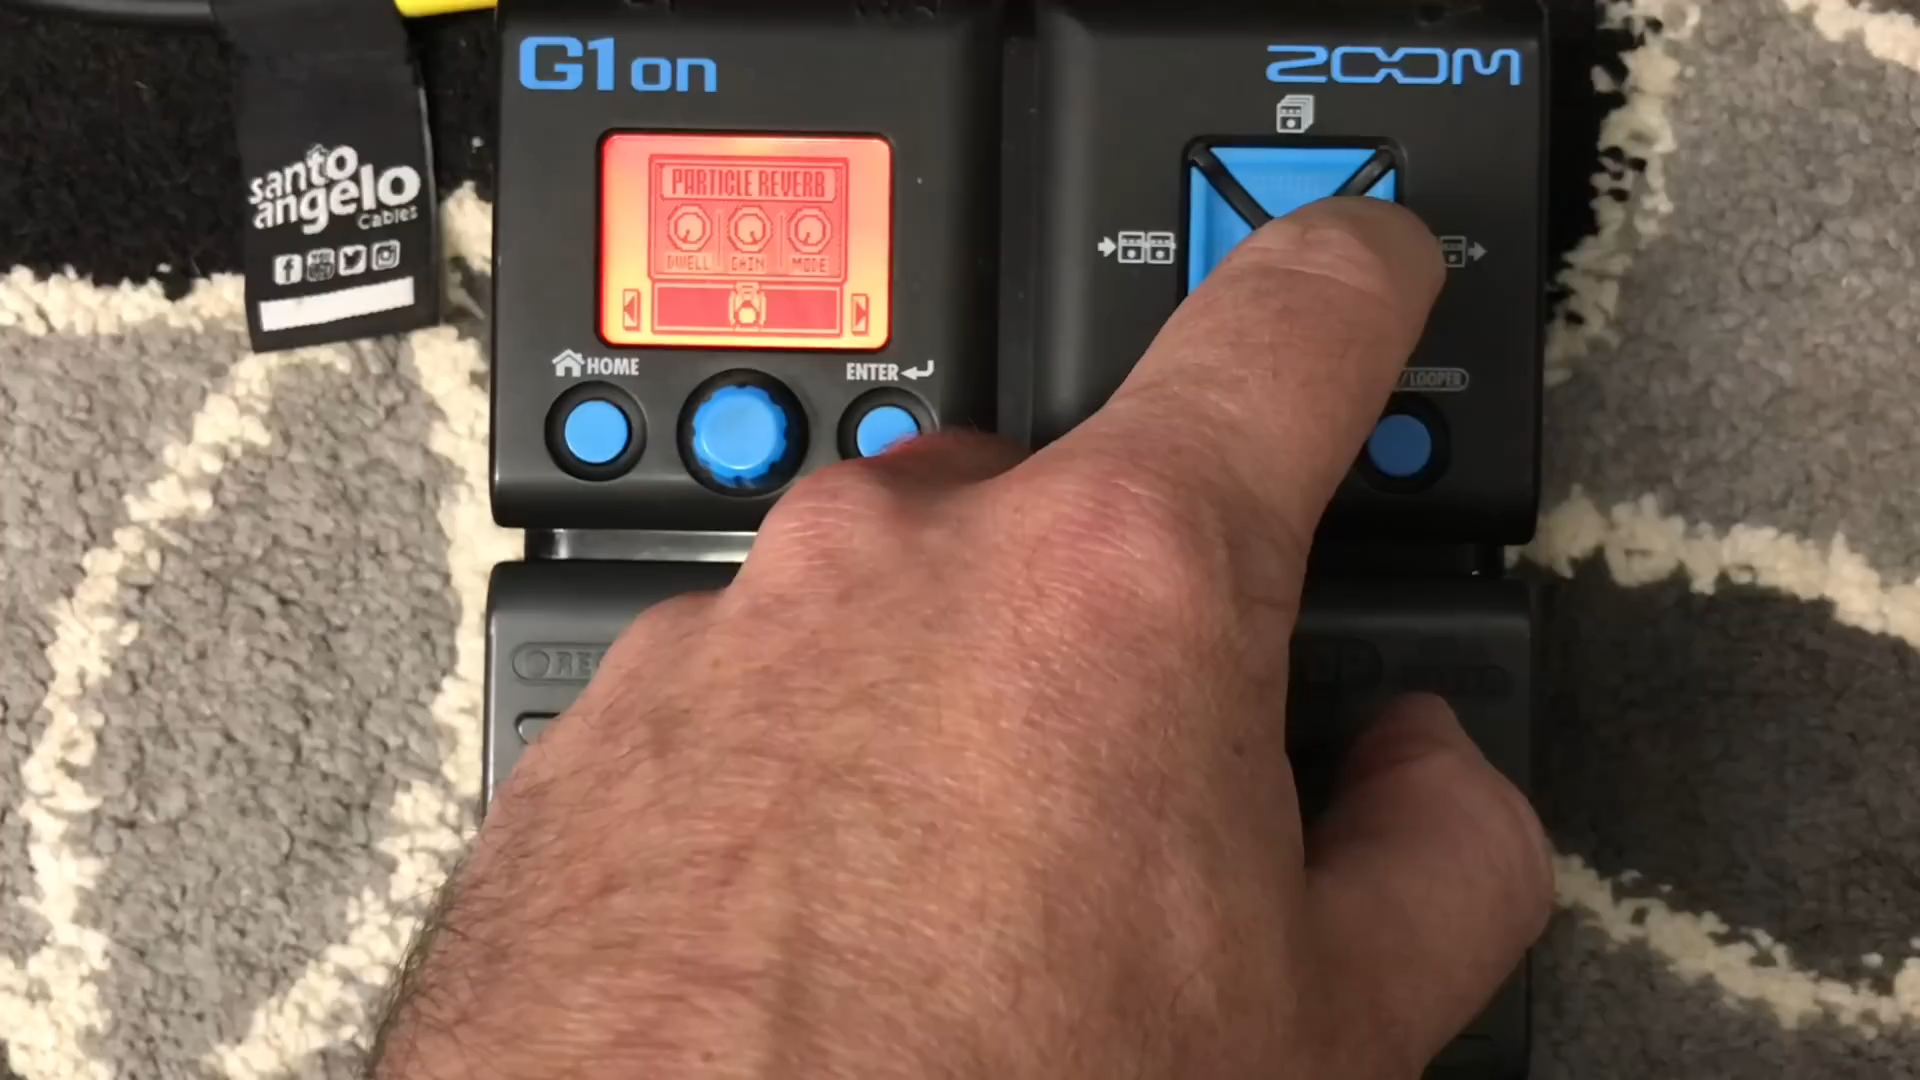 G1on
ZOOM
santo
angelo
Cables
PARTICLE REVERB
DWELL GAIN MODE
HOME
ENTER
/LOOPER